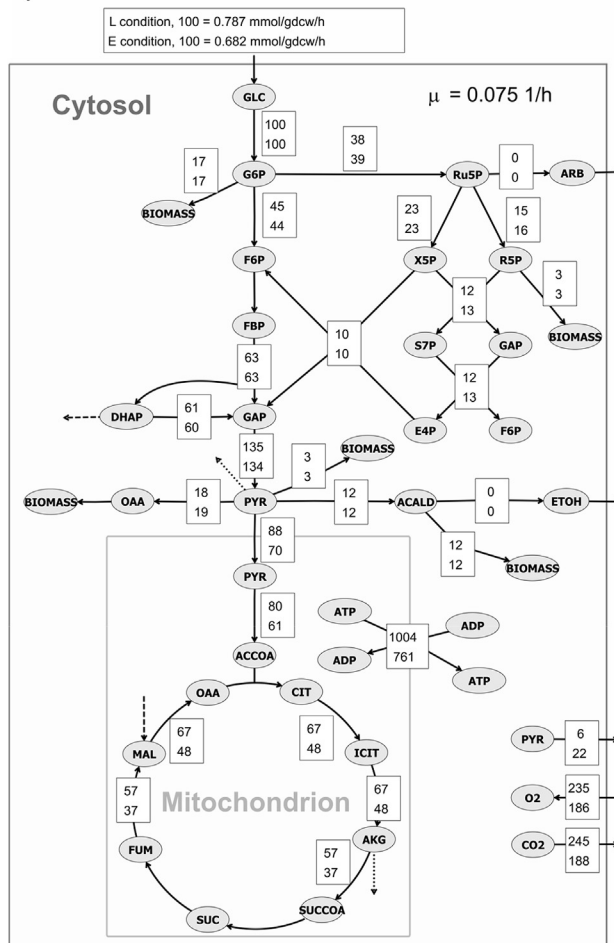 L condition, 100 = 0.787 mmol/gdcw/h
E condition, 100 = 0.682 mmol/gdcw/h
Cytosol
μ = 0.075 1/h
GLC
100
100
38
39
17
17
G6P
Ru5P
0
0
ARB
BIOMASS
45
44
23
23
15
16
F6P
X5P
R5P
3
3
12
13
FBP
BIOMASS
10
10
S7P
GAP
63
63
12
13
DHAP
61
60
GAP
E4P
F6P
135
134
3
3
BIOMASS
BIOMASS
OAA
18
19
PYR
12
12
ACALD
0
0
ETOH
88
70
12
12
BIOMASS
PYR
80
61
ATP
ADP
1004
761
ADP
ATP
ACCOA
OAA
CIT
67
48
67
48
MAL
ICIT
PYR
6
22
57
37
Mitochondrion
67
48
O2
235
186
FUM
AKG
CO2
245
188
57
37
SUC
SUCCOA